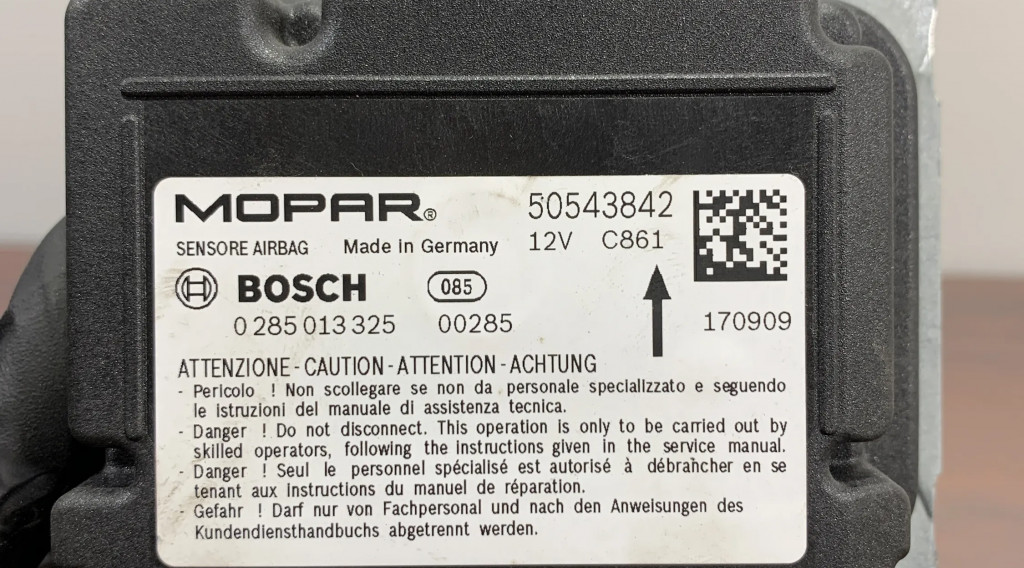 MOPAR® 50543842
SENSORE AIRBAG Made in Germany 12V C861
BOSCH 085
0 285 013 325 00285 170909
ATTENZIONE - CAUTION - ATTENTION - ACHTUNG
- Pericolo ! Non scollegare se non da personale specializzato e seguendo
le istruzioni del manuale di assistenza tecnica.
- Danger ! Do not disconnect. This operation is only to be carried out by
skilled operators, following the instructions given in the service manual.
- Danger ! Seul le personnel spécialisé est autorisé à débrahcher en se
tenant aux instructions du manuel de réparation.
- Gefahr ! Darf nur von Fachpersonal und nach den Anweisungen des
Kundendiensthandbuchs abgetrennt werden.